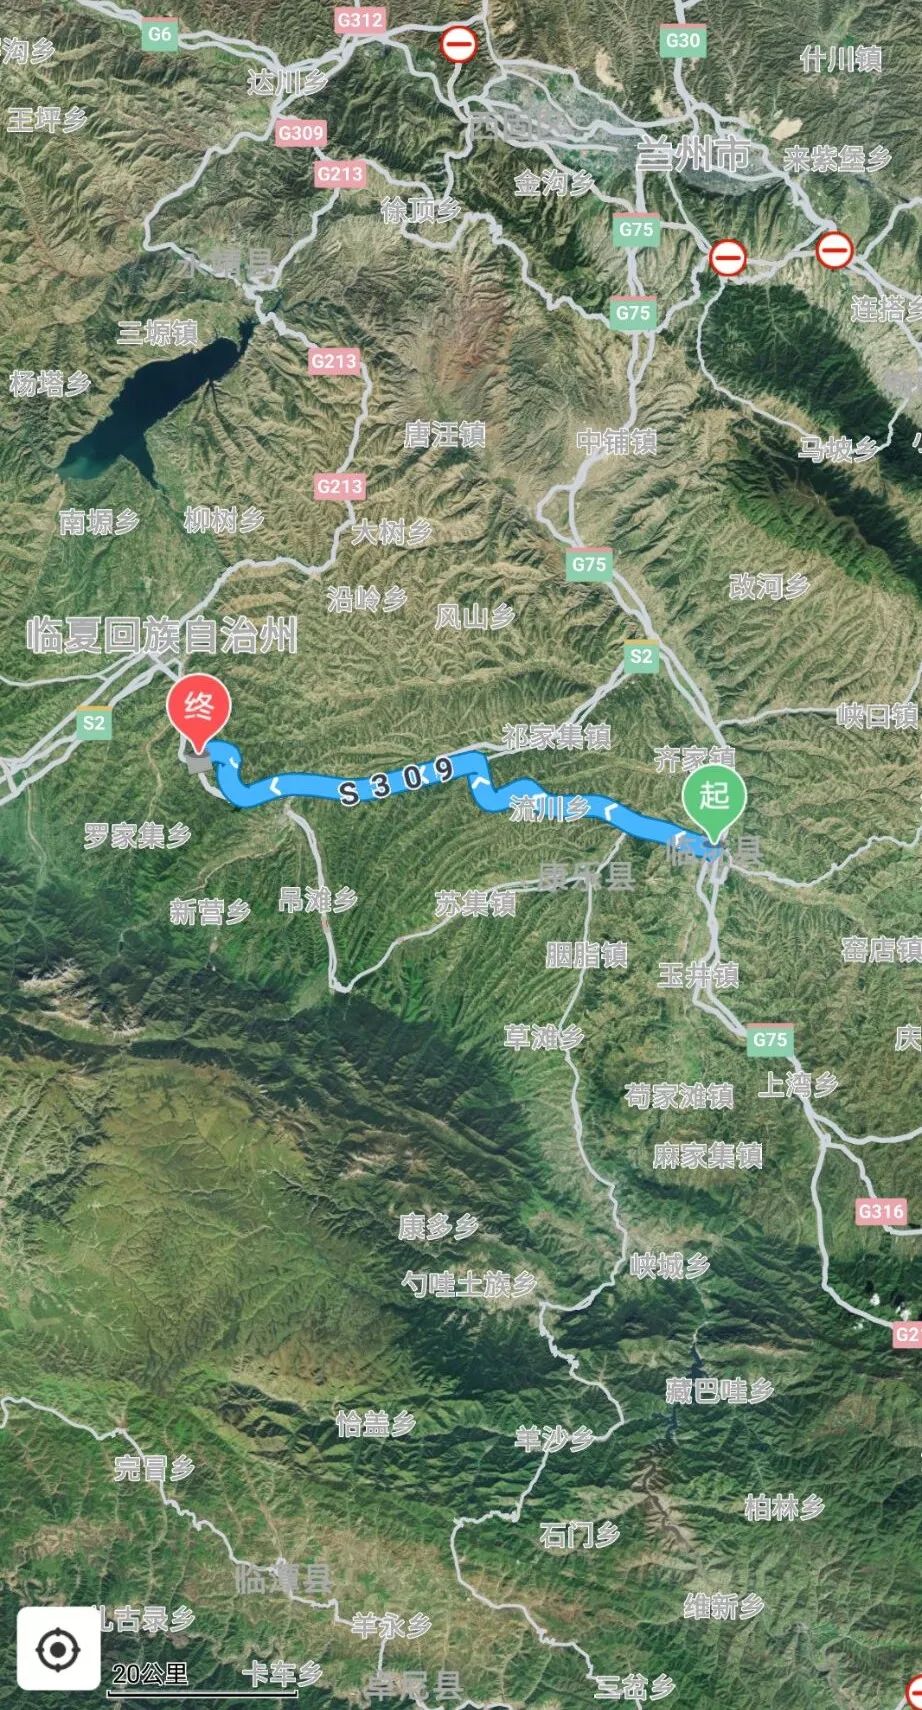 G6
G312
G30
沟乡
什川镇
达川乡
王坪乡
G309
西固区
兰州市
来紫堡乡
G213
金沟乡
徐顶乡
G75
永靖县
G75
连搭乡
三塬镇
G213
杨塔乡
唐汪镇
中铺镇
马坡乡
G213
南塬乡
柳树乡
大树乡
G75
改河乡
沿岭乡
风山乡
临夏回族自治州
S2
终
S2
峡口镇
祁家集镇
齐家镇
S309
起
流川乡
罗家集乡
临洮县
康乐县
吊滩乡
苏集镇
新营乡
胭脂镇
窑店镇
玉井镇
草滩乡
G75
庆
上湾乡
苟家滩镇
麻家集镇
G316
康多乡
峡城乡
勺哇土族乡
G2
藏巴哇乡
恰盖乡
羊沙乡
完冒乡
柏林乡
石门乡
临潭县
维新乡
扎古录乡
羊永乡
20公里
卡车乡
卓尼县
三岔乡